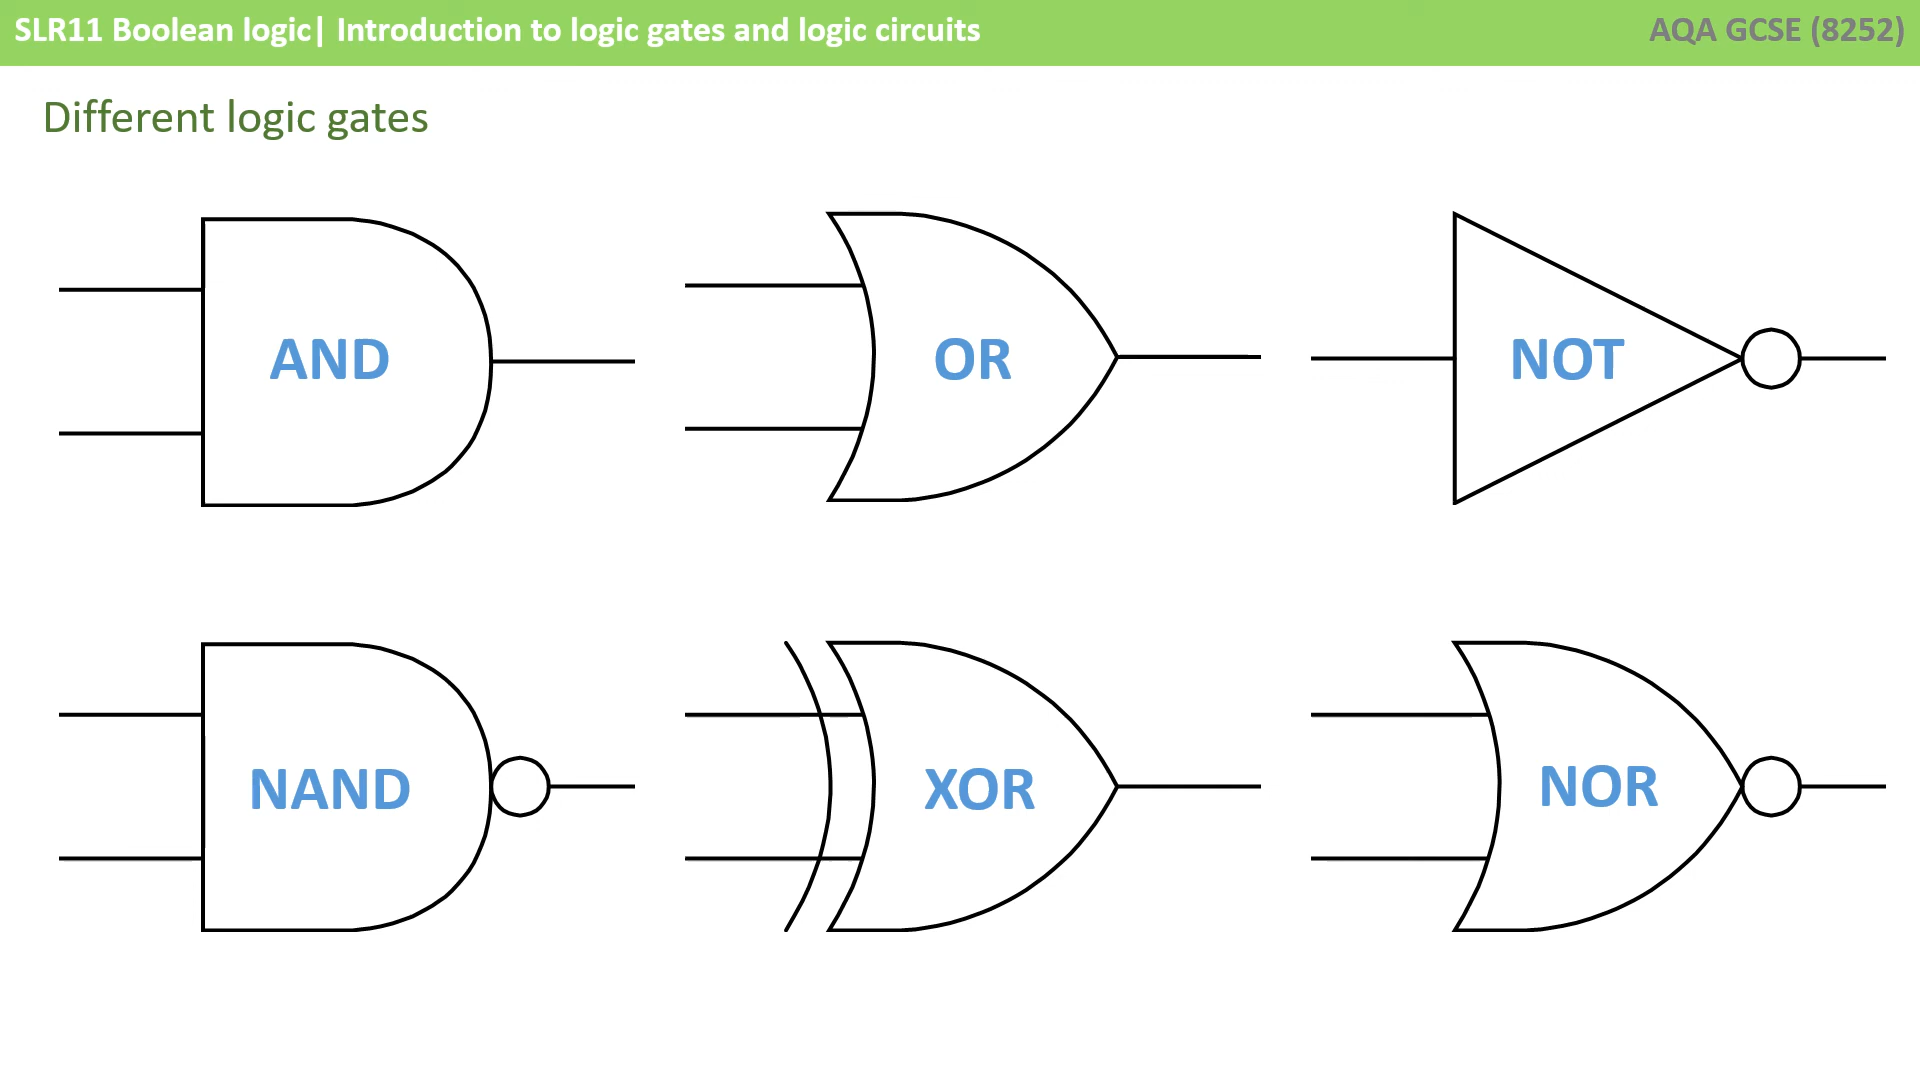 SLR11 Boolean logic| Introduction to logic gates and logic circuits
AQA GCSE (8252)
Different logic gates
AND
OR
NOT
NAND
XOR
NOR